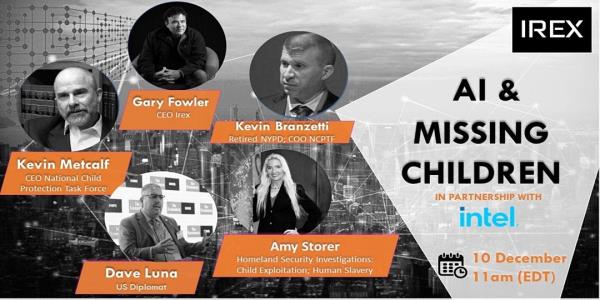 IREX
Gary Fowler
CEO Irex
Kevin Branzetti
Retired NYPD; COO NCPTF
Kevin Metcalf
CEO National Child
Protection Task Force
Amy Storer
Homeland Security Investigations:
Child Exploitation; Human Slavery
Dave Luna
US Diplomat
AI &
MISSING
CHILDREN
IN PARTNERSHIP WITH
intel
10 December
11am (EDT)